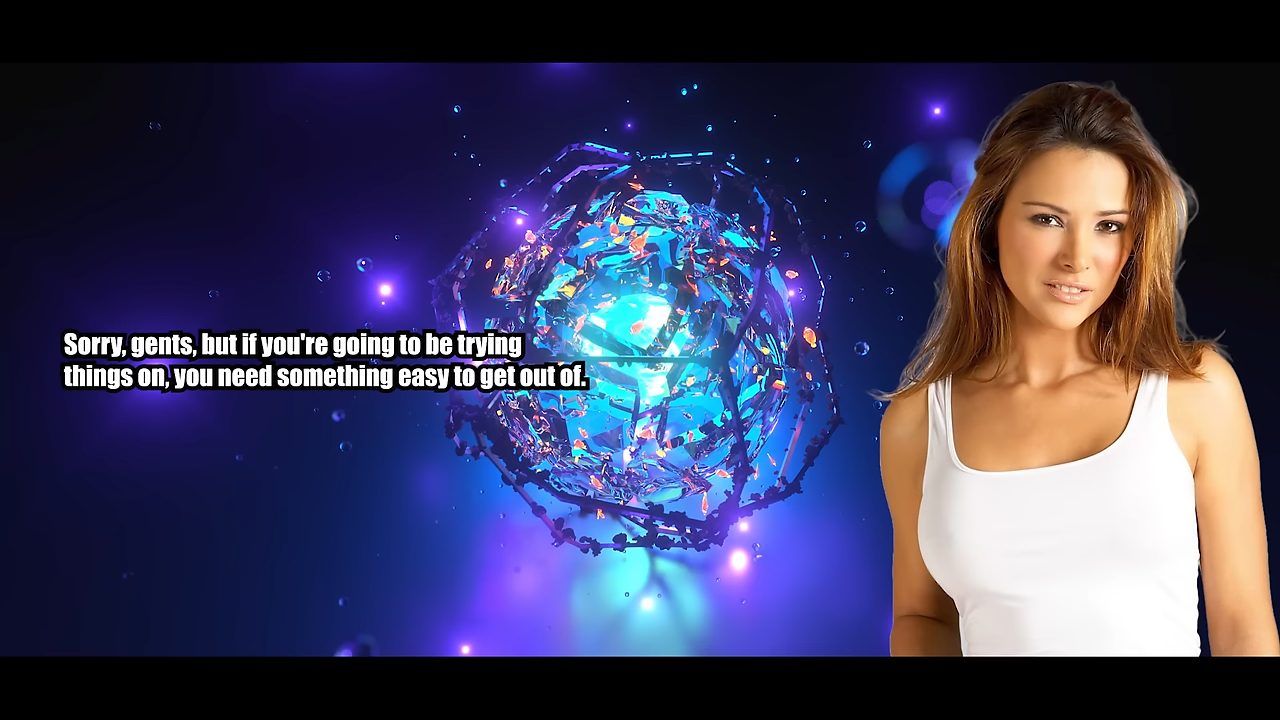 Sorry, gents, but if you're going to be trying
things on, you need something easy to get out of.